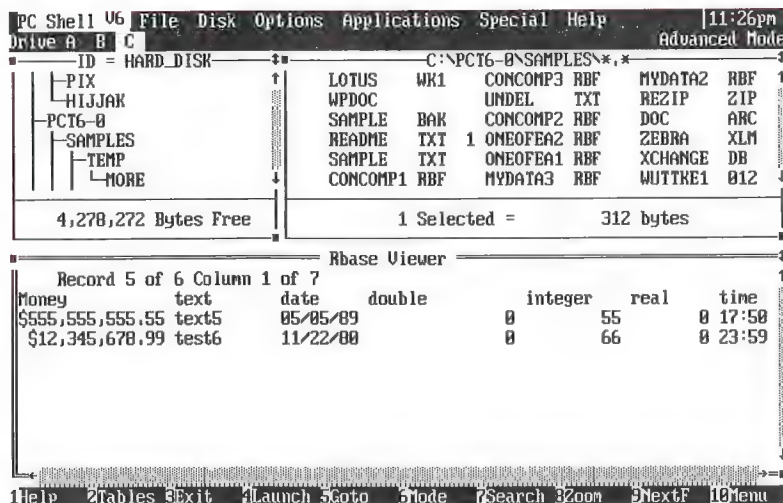 PC Shell V6 File Disk Options Applications Special Help 11:26pm
Drive A B C Advanced Mode
ID = HARD_DISK
C:\PCT6-0\SAMPLES\*.*
PIX
HIJJAK
PCT6-0
SAMPLES
TEMP
MORE
4,278,272 Bytes Free
LOTUS WK1 CONCOMP3 RBF MYDATA2 RBF
WPDOC UNDEL TXT REZIP ZIP
SAMPLE BAK CONCOMP2 RBF DOC ARC
README TXT 1 ONEOFEA2 RBF ZEBRA XLM
SAMPLE TXT ONEOFEA1 RBF XCHANGE DB
CONCOMP1 RBF MYDATA3 RBF WUTTKE1 012
1 Selected = 312 bytes
Rbase Viewer
Record 5 of 6 Column 1 of 7
Money text date double integer real time
$555,555,555.55 text5 05/05/89 0 55 0 17:50
$12,345,678.99 test6 11/22/80 0 66 0 23:59
1Help 2Tables 3Exit 4Launch 5Goto 6Mode 7Search 8Zoom 9NextF 10Menu